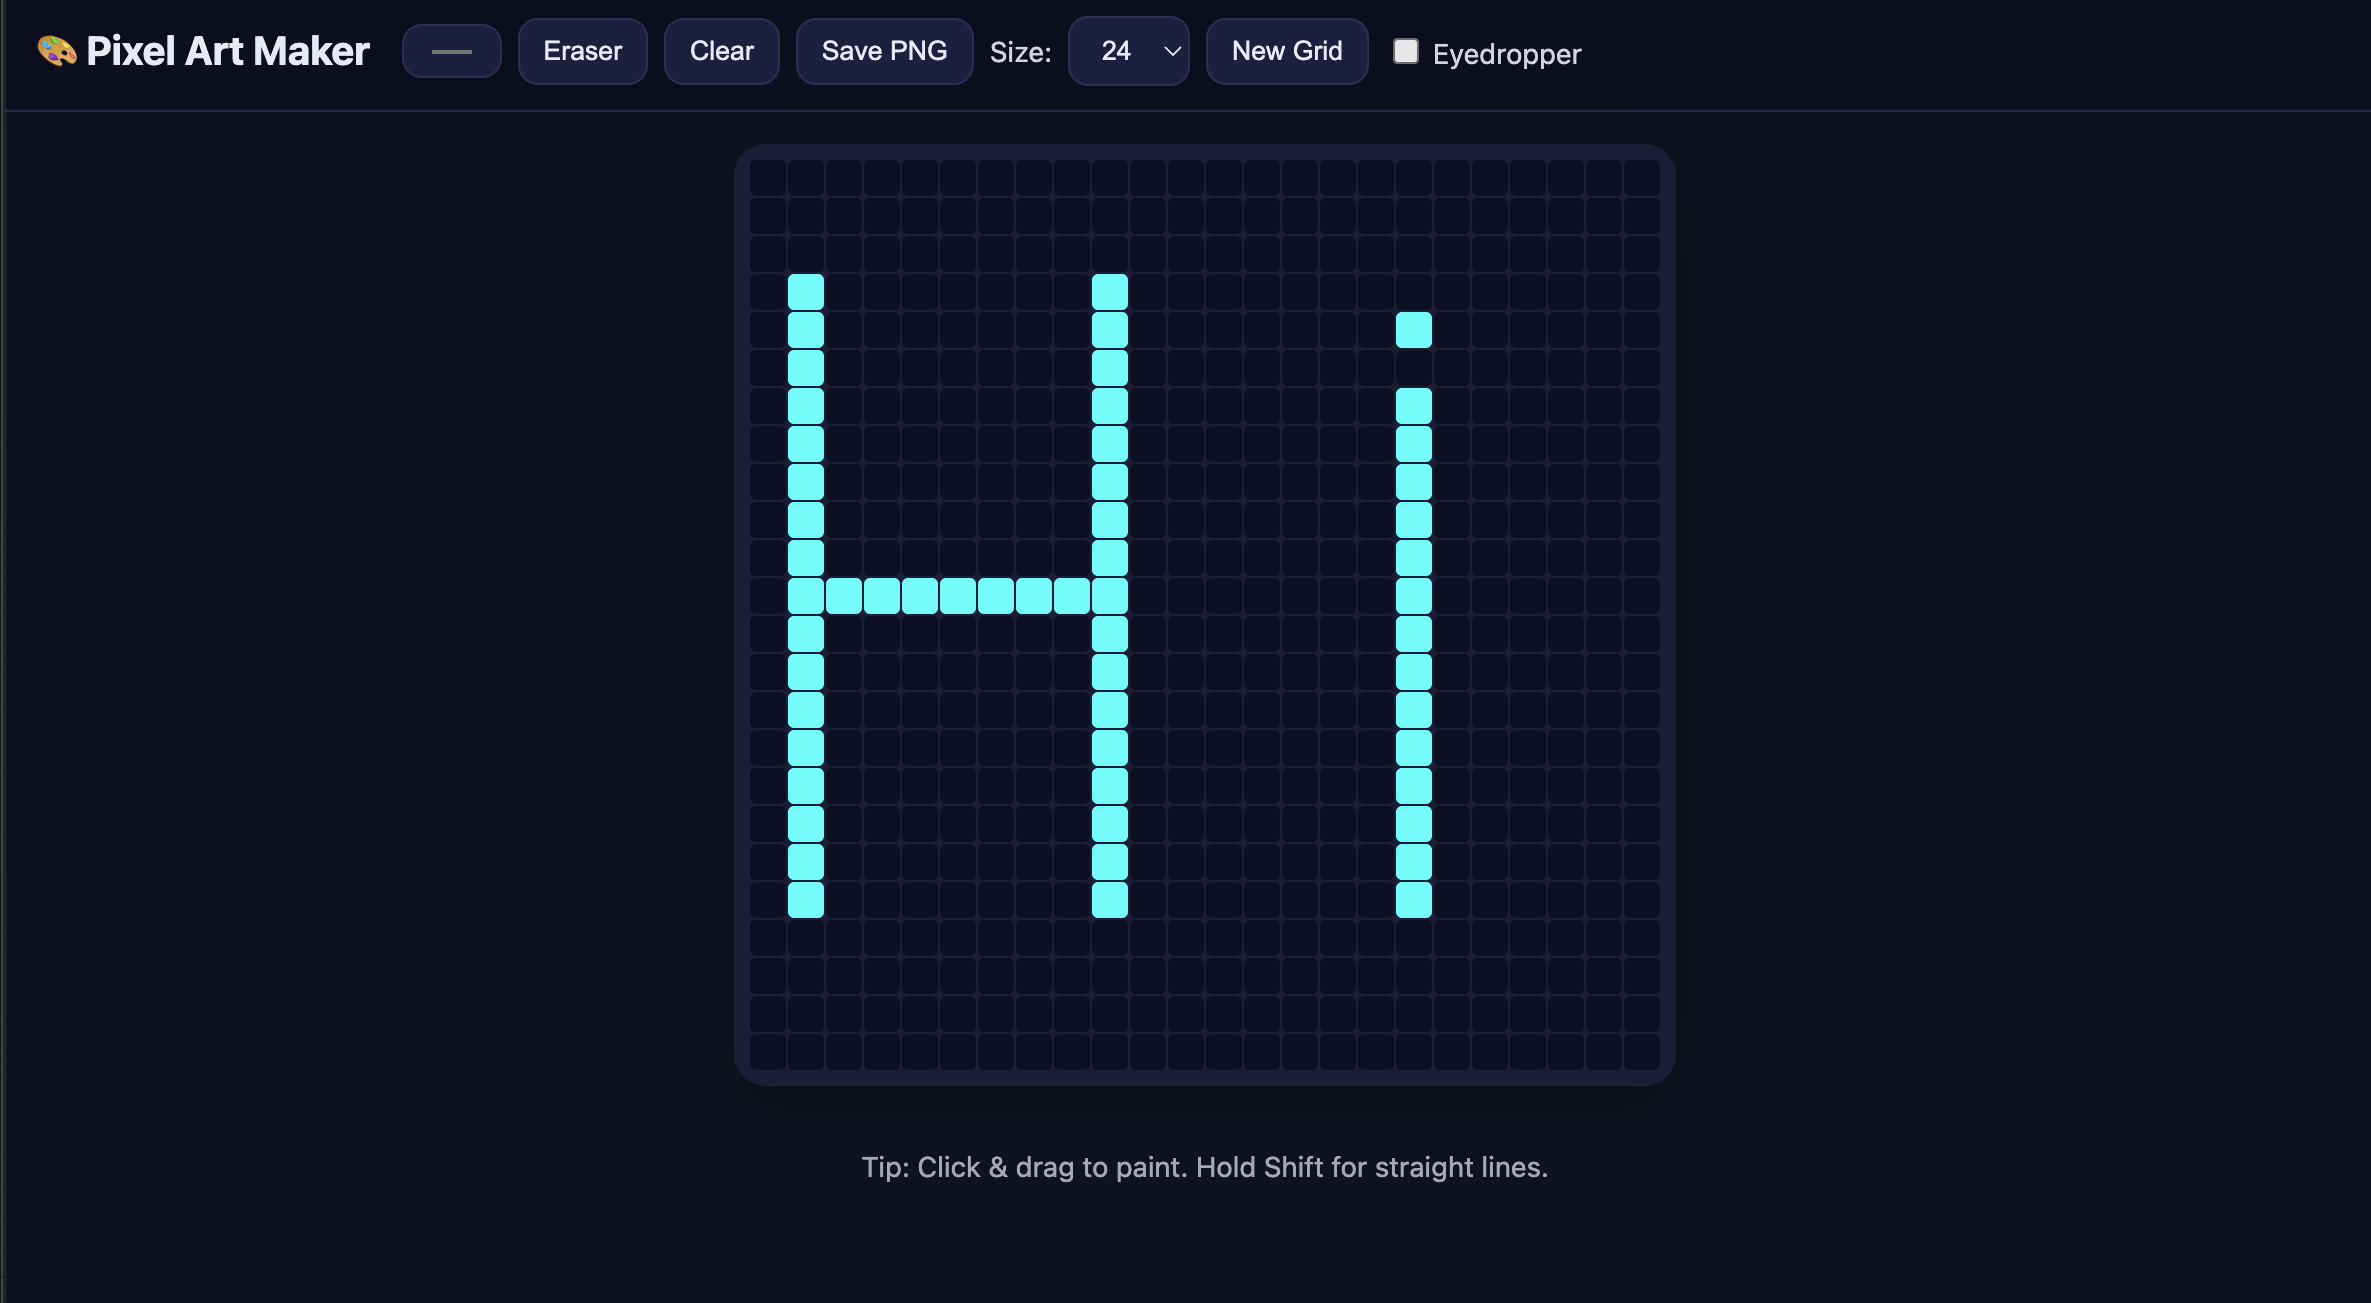 Pixel Art Maker Eraser Clear Save PNG Size: 24 New Grid Eyedropper
Hi
Tip: Click & drag to paint. Hold Shift for straight lines.